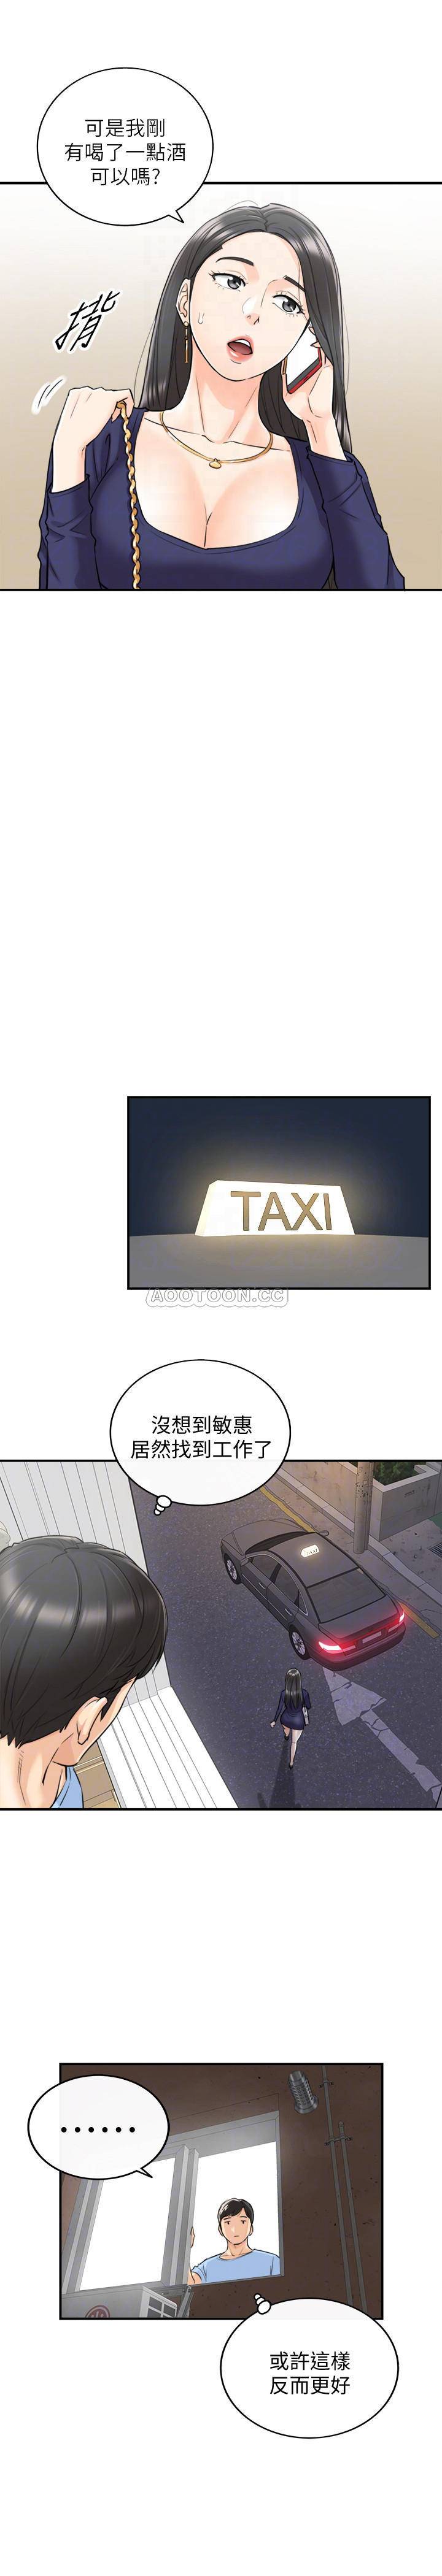 可是我剛
有喝了一點酒
可以嗎?
揹
TAXI
AOOTOON.CC
沒想到敏惠
居然找到工作了
......
或許這樣
反而更好